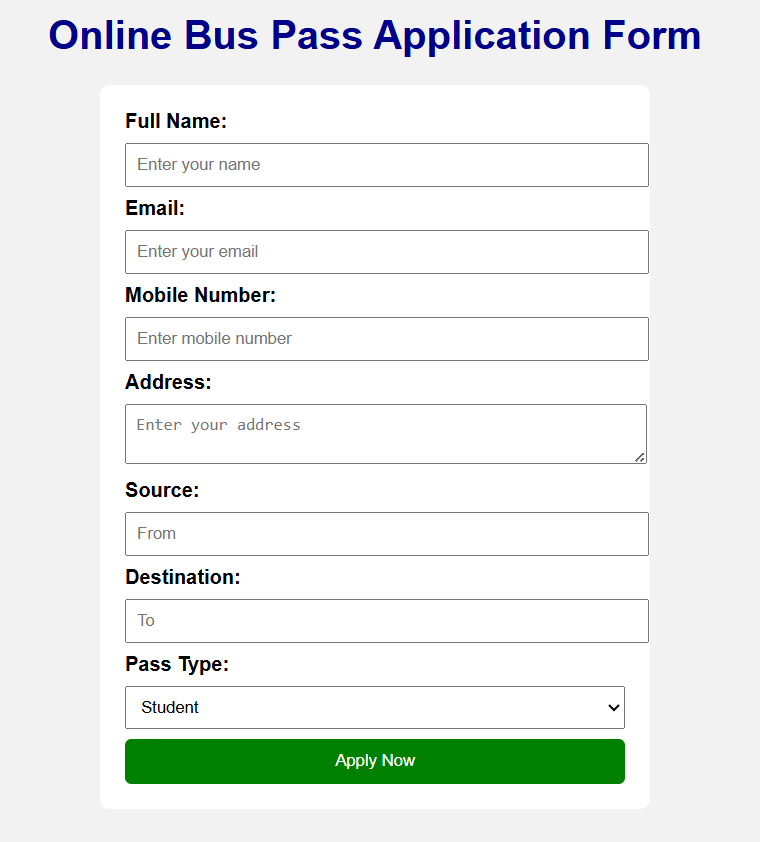 Online Bus Pass Application Form
Full Name:
Enter your name
Email:
Enter your email
Mobile Number:
Enter mobile number
Address:
Enter your address
Source:
From
Destination:
To
Pass Type:
Student
Apply Now